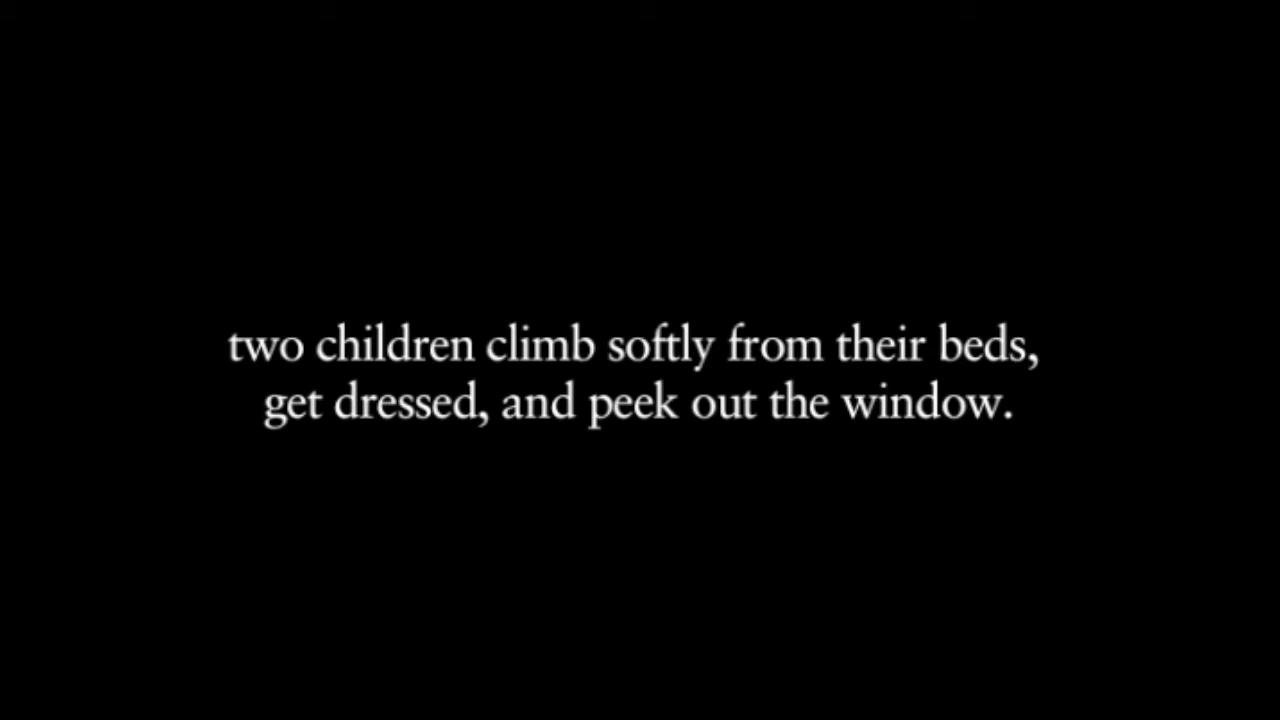 two children climb softly from their beds,
get dressed, and peek out the window.